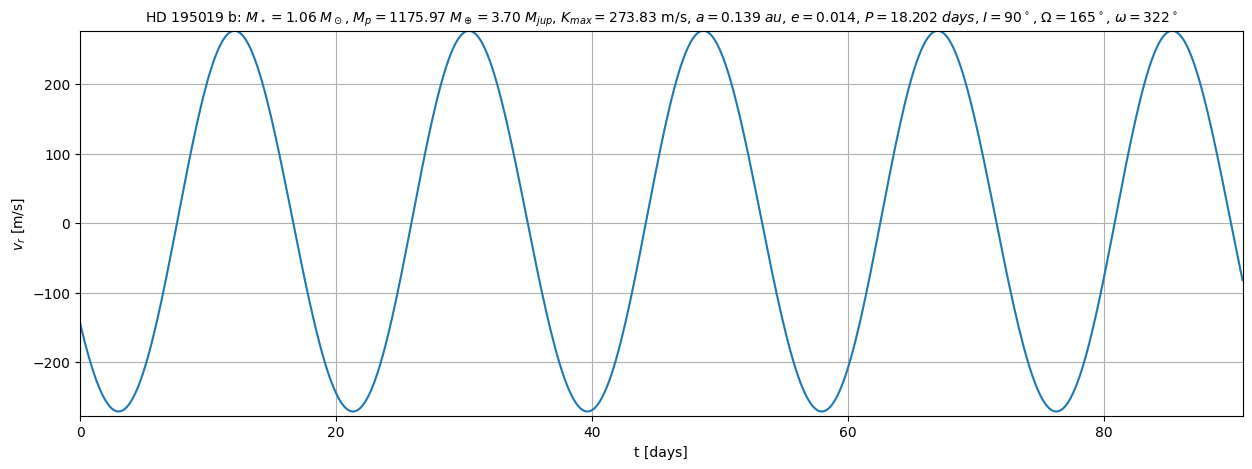 HD 195019 b: M⋆ = 1.06 M⊙, Mp = 1175.97 M⊕ = 3.70 Mjup, Kmax = 273.83 m/s, a = 0.139 au, e = 0.014, P = 18.202 days, I = 90°, Ω = 165°, ω = 322°
200
100
0
−100
−200
vr [m/s]
0 20 40 60 80
t [days]